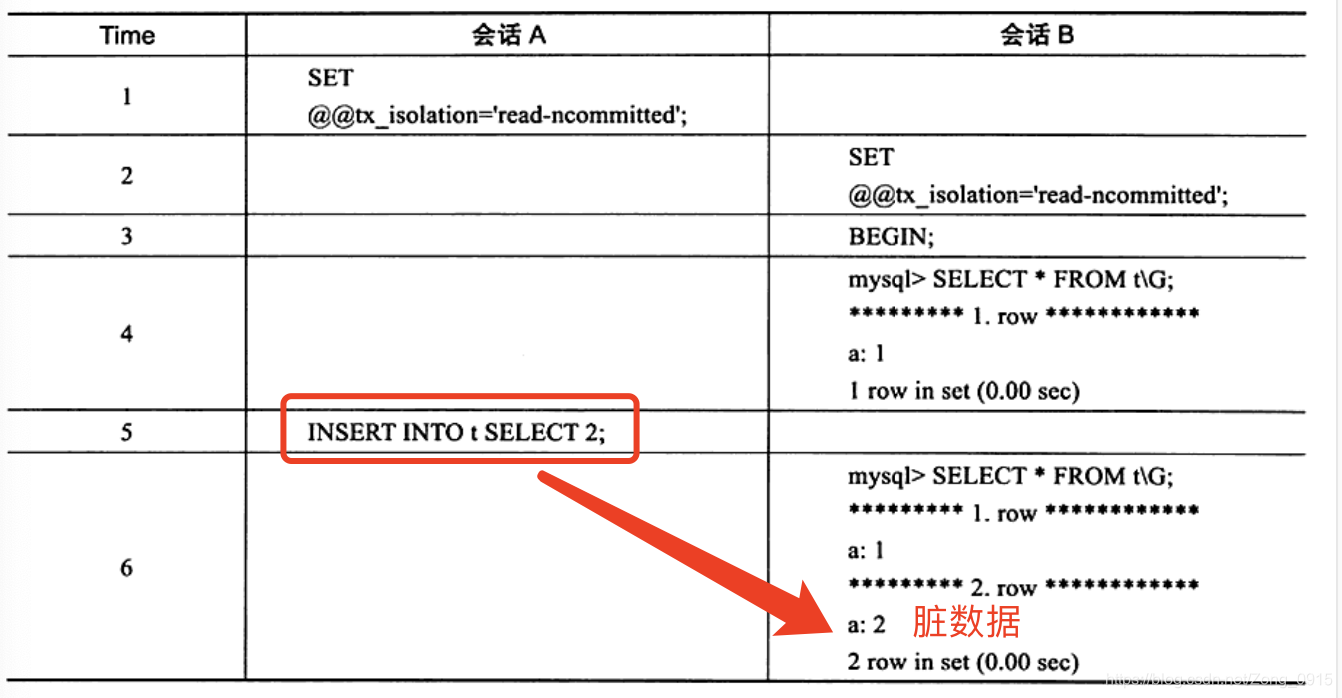 Time 会话 A 会话 B
1 SET
@@tx_isolation='read-ncommitted';
2 SET
@@tx_isolation='read-ncommitted';
3 BEGIN;
4 mysql> SELECT * FROM t\G;
********* 1. row ************
a: 1
1 row in set (0.00 sec)
5 INSERT INTO t SELECT 2;
6 mysql> SELECT * FROM t\G;
********* 1. row ************
a: 1
********* 2. row ************
a: 2 脏数据
2 row in set (0.00 sec)
https://blog.csdn.net/Zong_0915